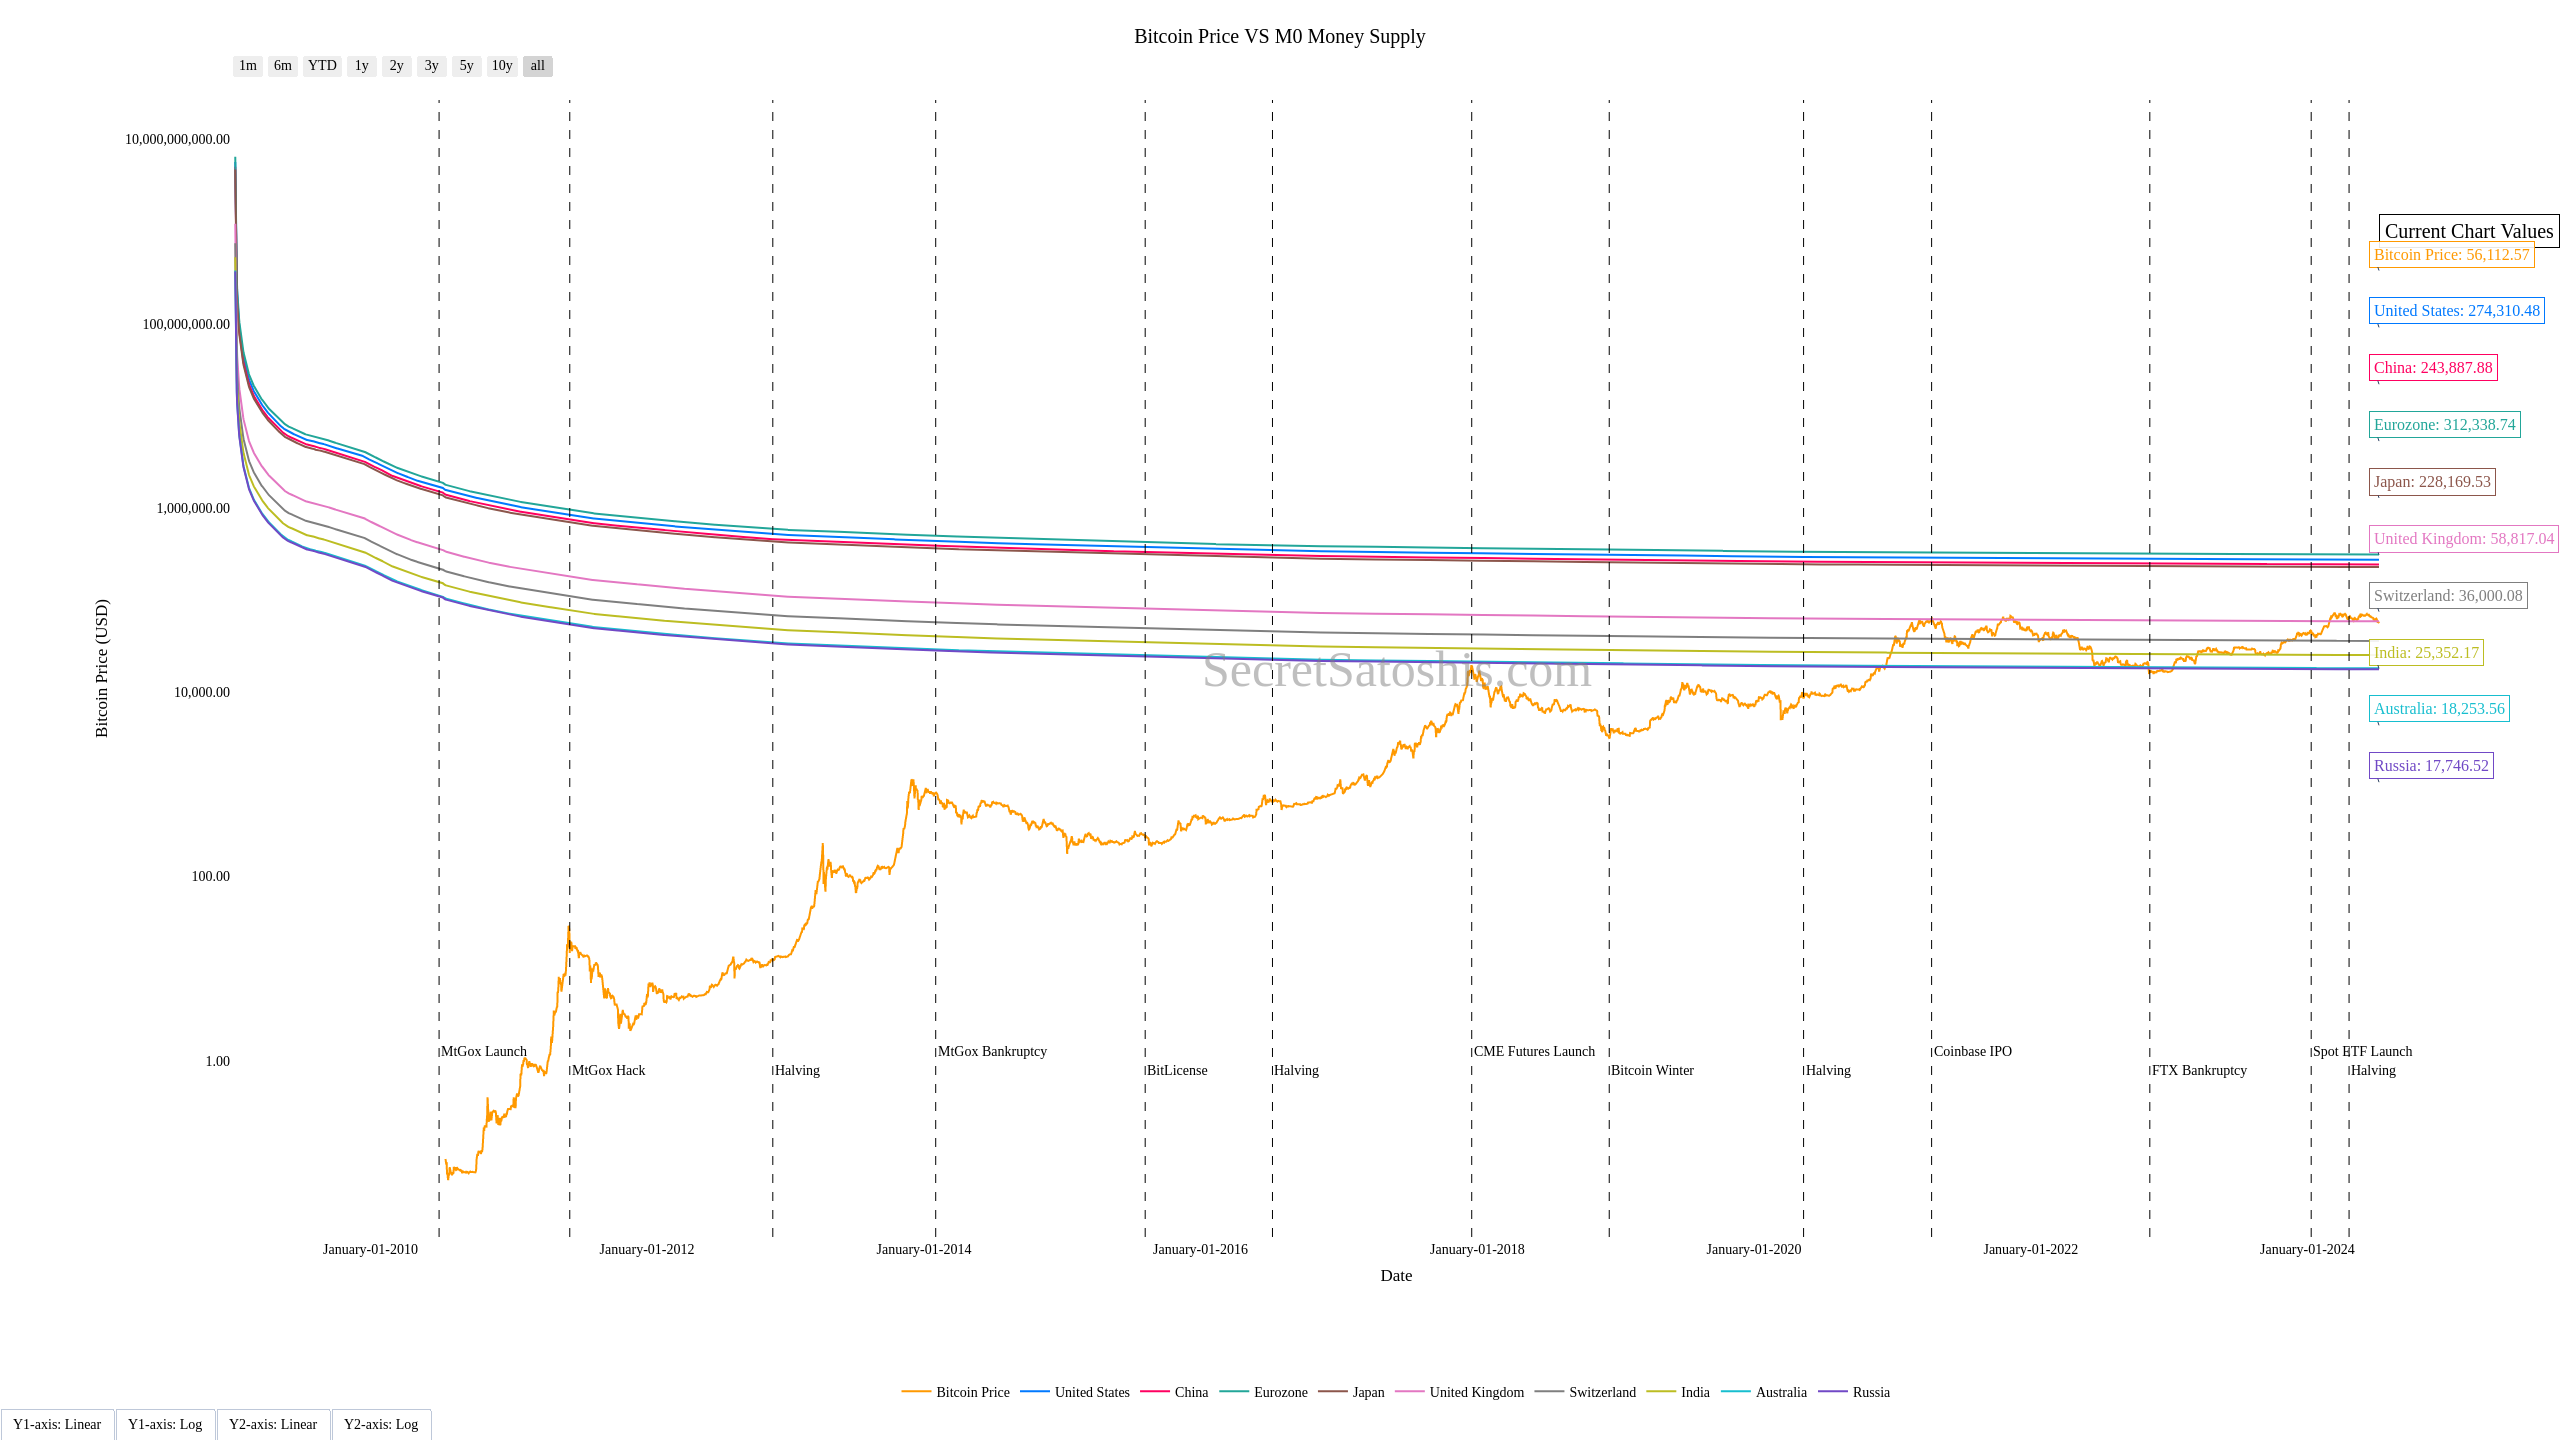 Bitcoin Price VS M0 Money Supply
1m 6m YTD 1y 2y 3y 5y 10y all
10,000,000,000.00
100,000,000.00
1,000,000.00
10,000.00
100.00
1.00
Bitcoin Price (USD)
Current Chart Values
Bitcoin Price: 56,112.57
United States: 274,310.48
China: 243,887.88
Eurozone: 312,338.74
Japan: 228,169.53
United Kingdom: 58,817.04
Switzerland: 36,000.08
India: 25,352.17
Australia: 18,253.56
Russia: 17,746.52
SecretSatoshis.com
MtGox Launch
MtGox Hack
Halving
MtGox Bankruptcy
BitLicense
Halving
CME Futures Launch
Bitcoin Winter
Halving
Coinbase IPO
FTX Bankruptcy
Spot ETF Launch
Halving
January-01-2010 January-01-2012 January-01-2014 January-01-2016 January-01-2018 January-01-2020 January-01-2022 January-01-2024
Date
Bitcoin Price United States China Eurozone Japan United Kingdom Switzerland India Australia Russia
Y1-axis: Linear Y1-axis: Log Y2-axis: Linear Y2-axis: Log